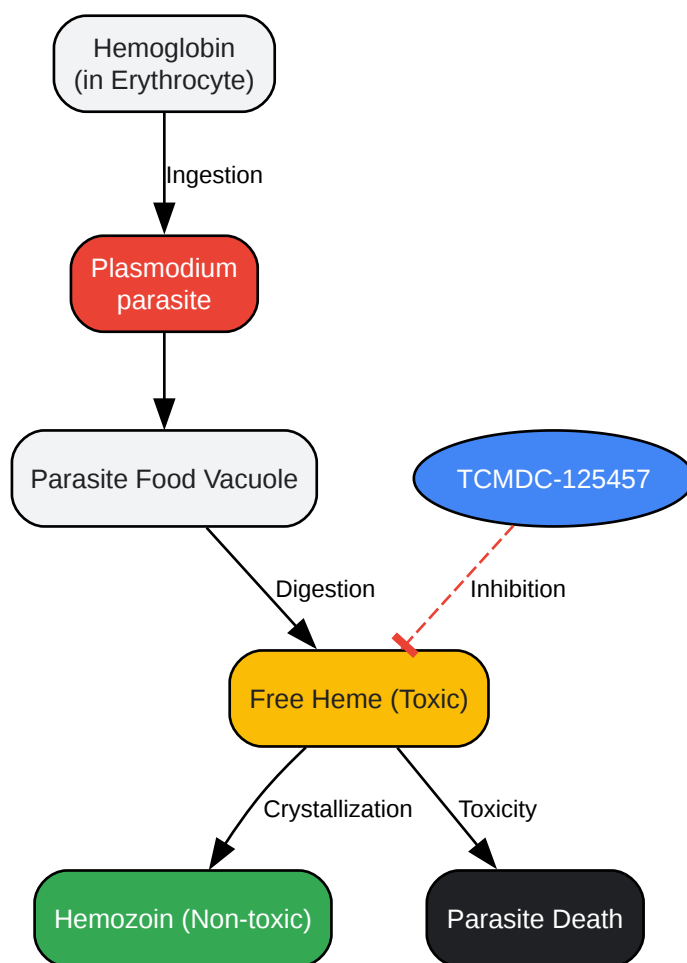 Hemoglobin
(in Erythrocyte)
Ingestion
Plasmodium
parasite
Parasite Food Vacuole
TCMDC-125457
Digestion
Inhibition
Free Heme (Toxic)
Crystallization
Toxicity
Hemozoin (Non-toxic)
Parasite Death